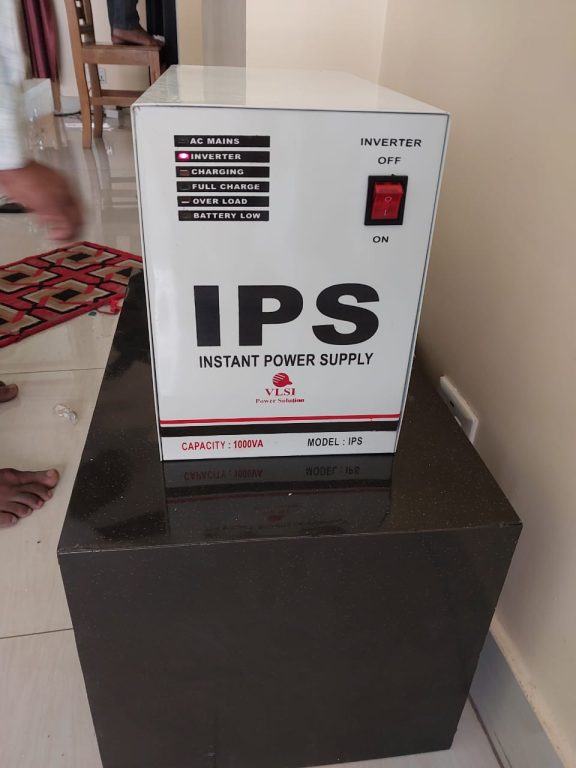 AC MAINS
INVERTER
CHARGING
FULL CHARGE
OVER LOAD
BATTERY LOW
INVERTER
OFF
ON
IPS
INSTANT POWER SUPPLY
VLSI
Power Solution
CAPACITY : 1000VA MODEL : IPS